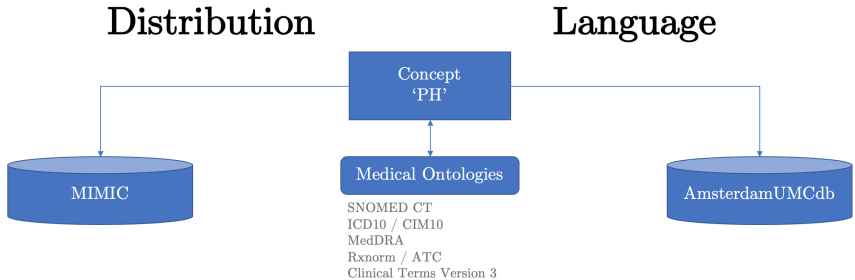 Distribution
Language
Concept
‘PH’
MIMIC
Medical Ontologies
AmsterdamUMCdb
SNOMED CT
ICD10 / CIM10
MedDRA
Rxnorm / ATC
Clinical Terms Version 3